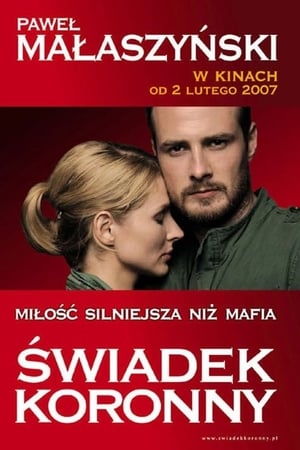 PAWEŁ
MAŁASZYŃSKI
W KINACH
OD 2 LUTEGO 2007
MIŁOŚĆ SILNIEJSZA NIŻ MAFIA
ŚWIADEK
KORONNY
www.swiadekkoronny.pl